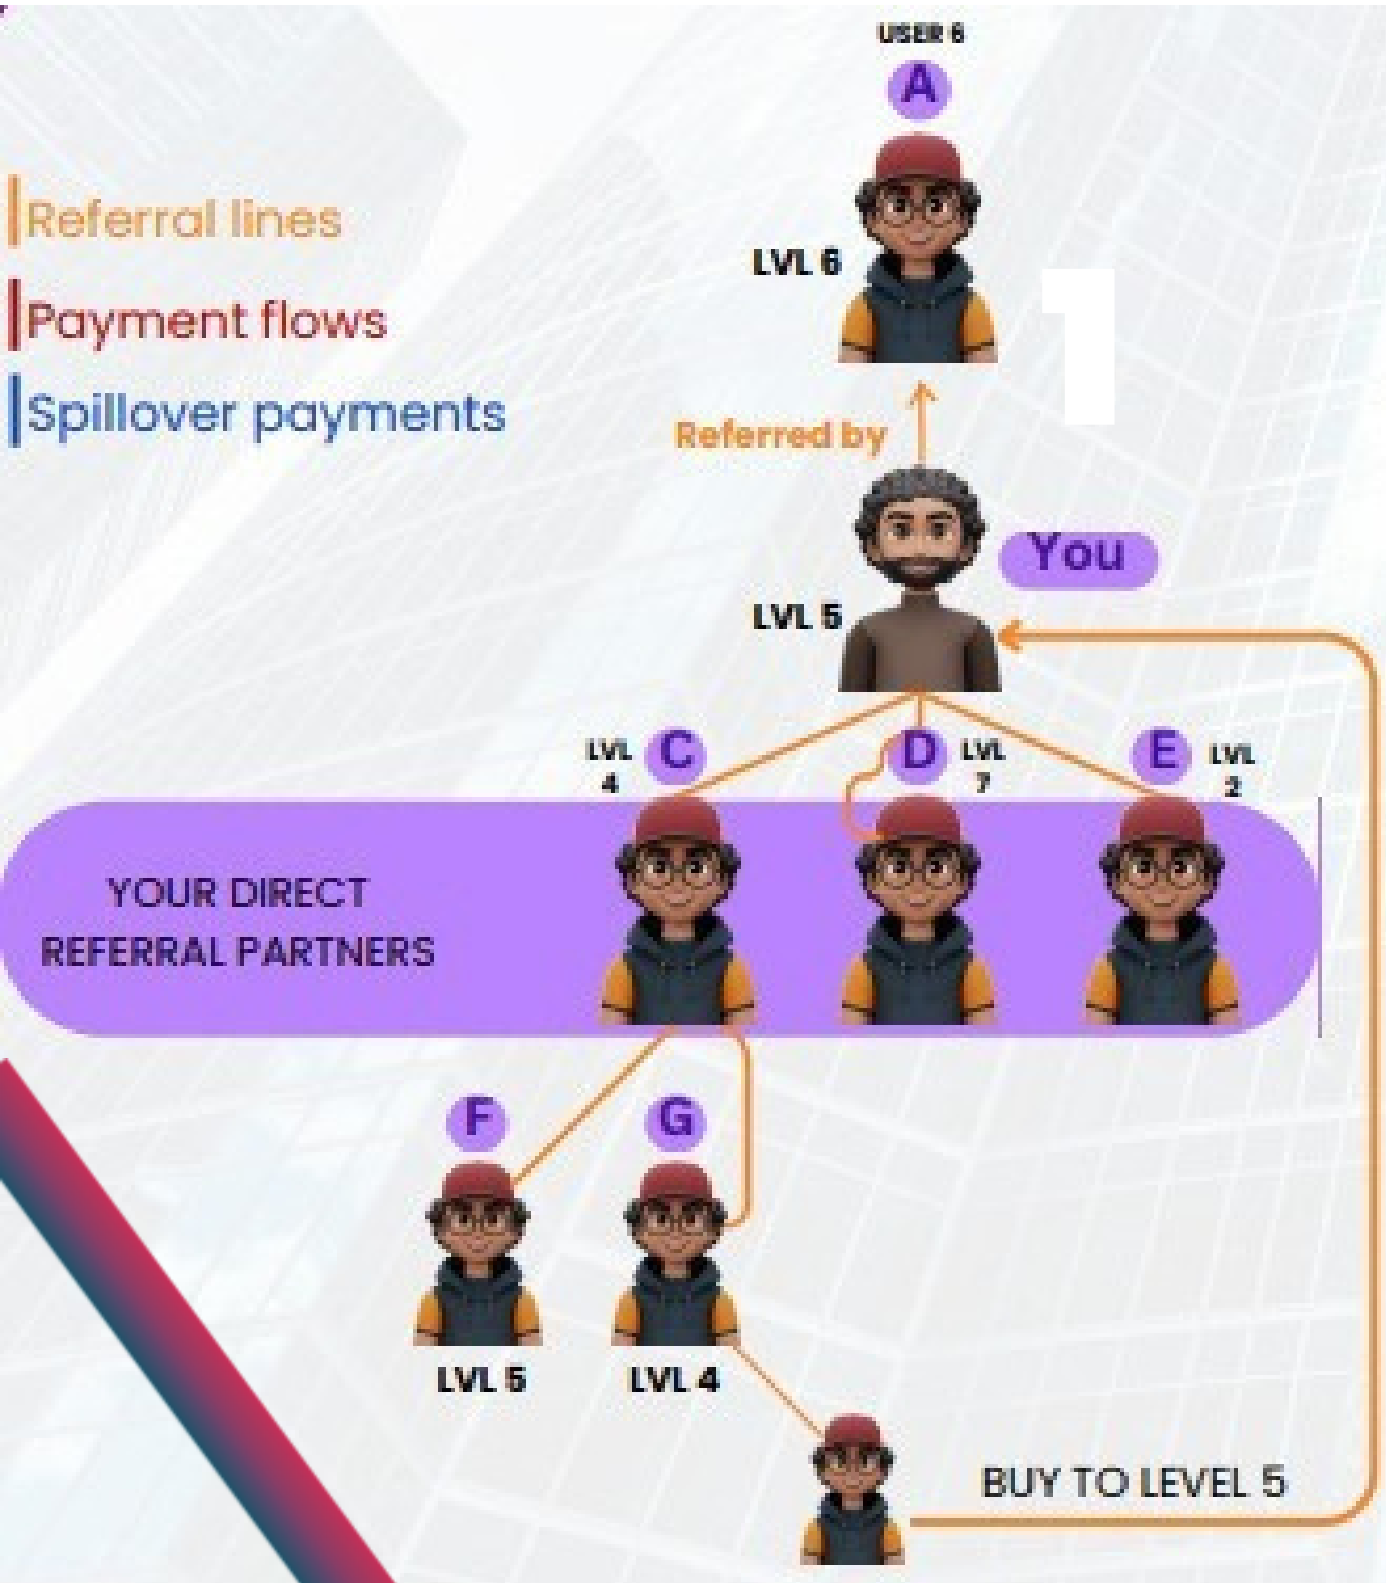 USER 6
A
Referral lines
LVL 6
1
Payment flows
Spillover payments
Referred by
You
LVL 5
LVL
4
C
D
LVL
7
E
LVL
2
YOUR DIRECT
REFERRAL PARTNERS
F
G
LVL 5
LVL 4
BUY TO LEVEL 5